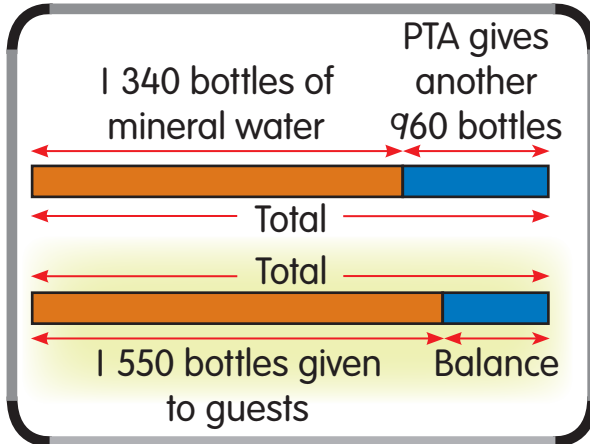 1 340 bottles of
mineral water
PTA gives
another
960 bottles
Total
Total
1 550 bottles given
to guests
Balance